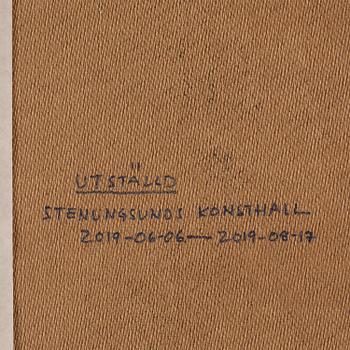 UTSTÄLLD
STENUNGSUNDS KONSTHALL
2019-06-06—2019-08-17